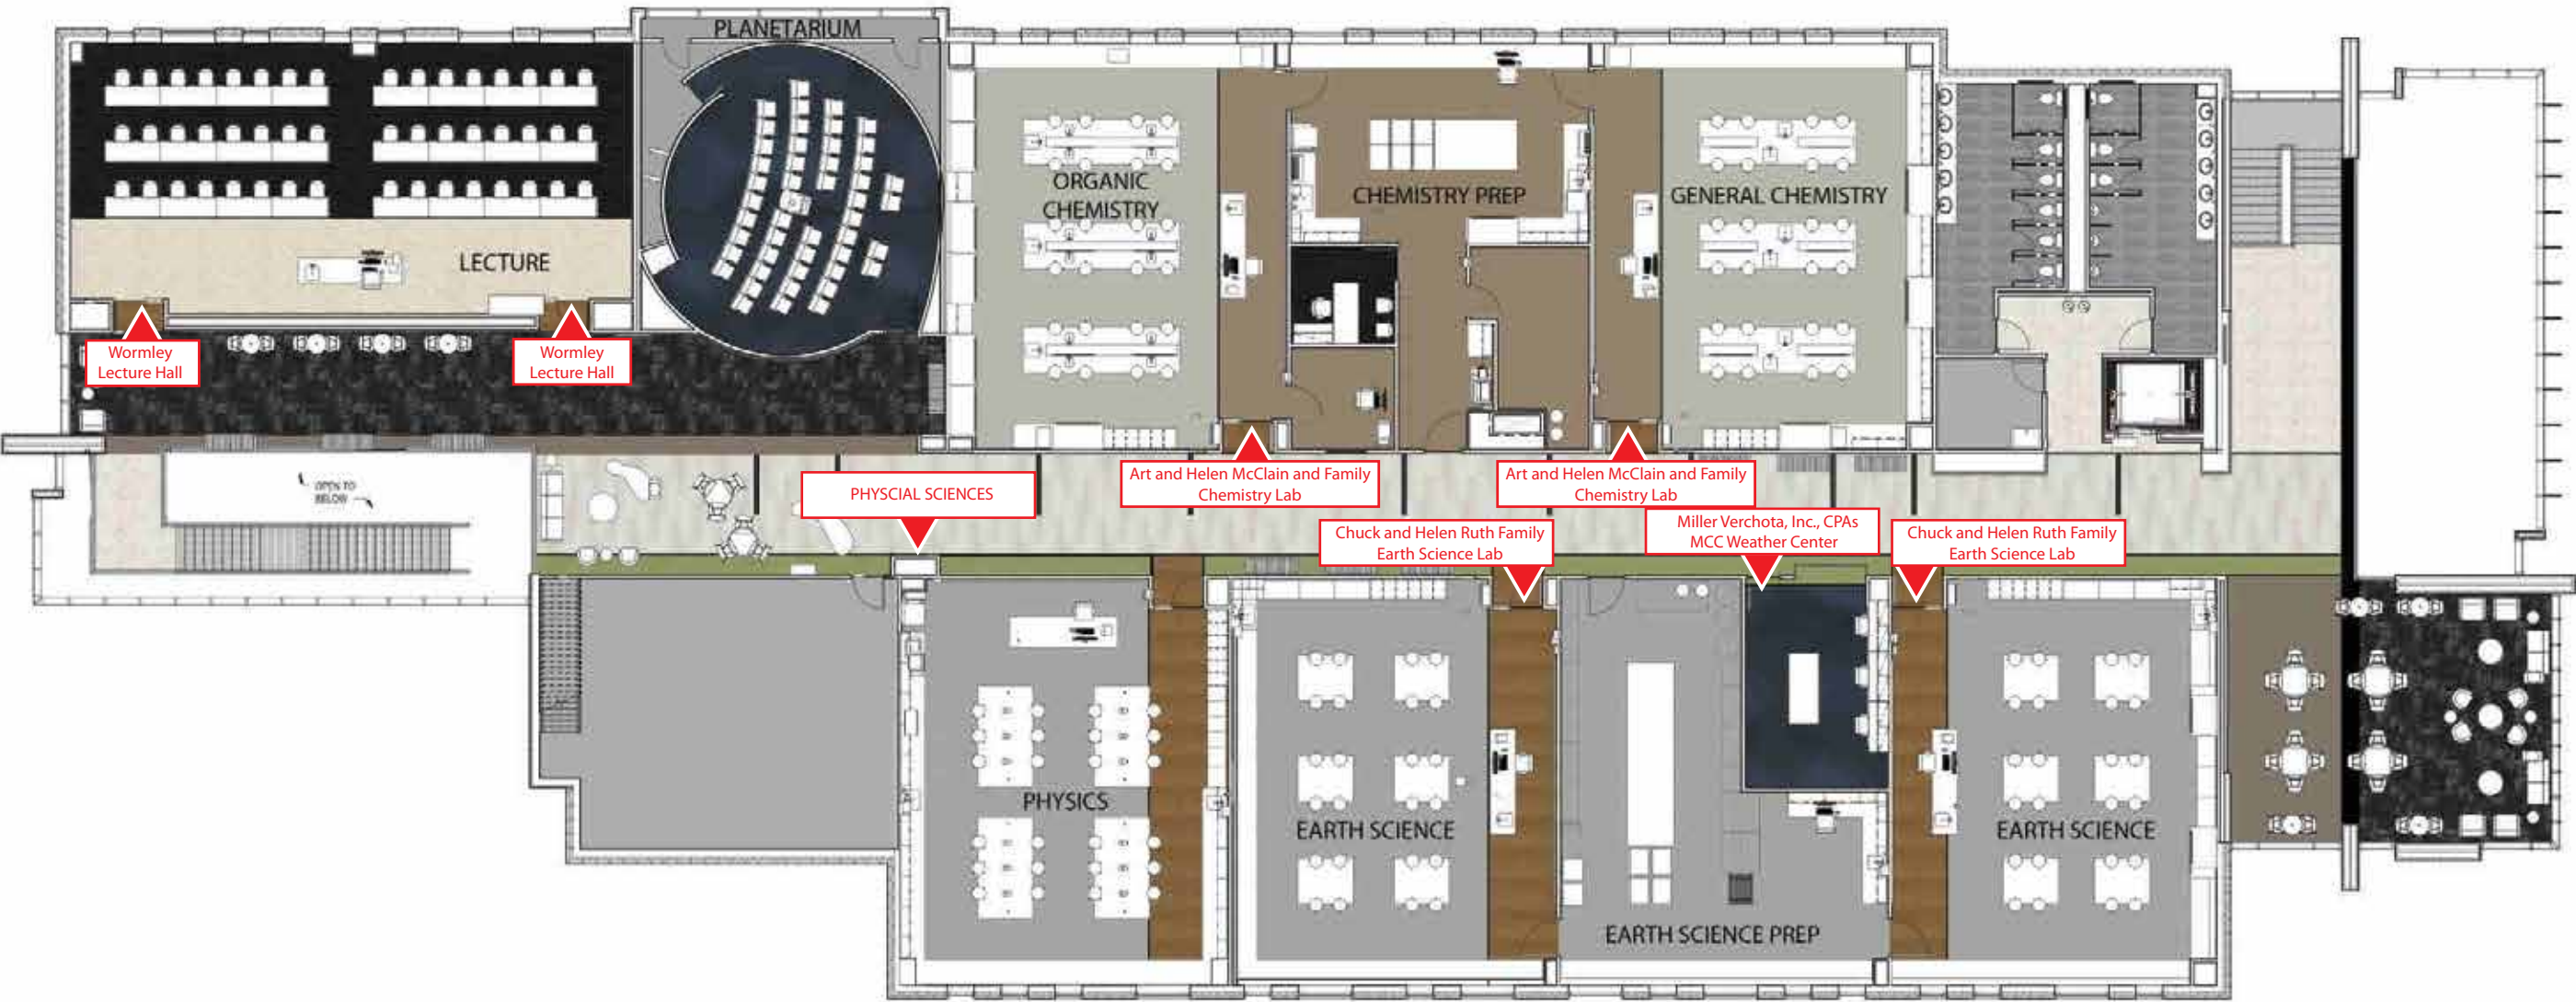 PLANETARIUM
ORGANIC
CHEMISTRY
CHEMISTRY PREP
GENERAL CHEMISTRY
LECTURE
Wormley
Lecture Hall
Wormley
Lecture Hall
OPEN TO
BELOW
PHYSCIAL SCIENCES
Art and Helen McClain and Family
Chemistry Lab
Art and Helen McClain and Family
Chemistry Lab
Chuck and Helen Ruth Family
Earth Science Lab
Miller Verchota, Inc., CPAs
MCC Weather Center
Chuck and Helen Ruth Family
Earth Science Lab
PHYSICS
EARTH SCIENCE
EARTH SCIENCE
EARTH SCIENCE PREP